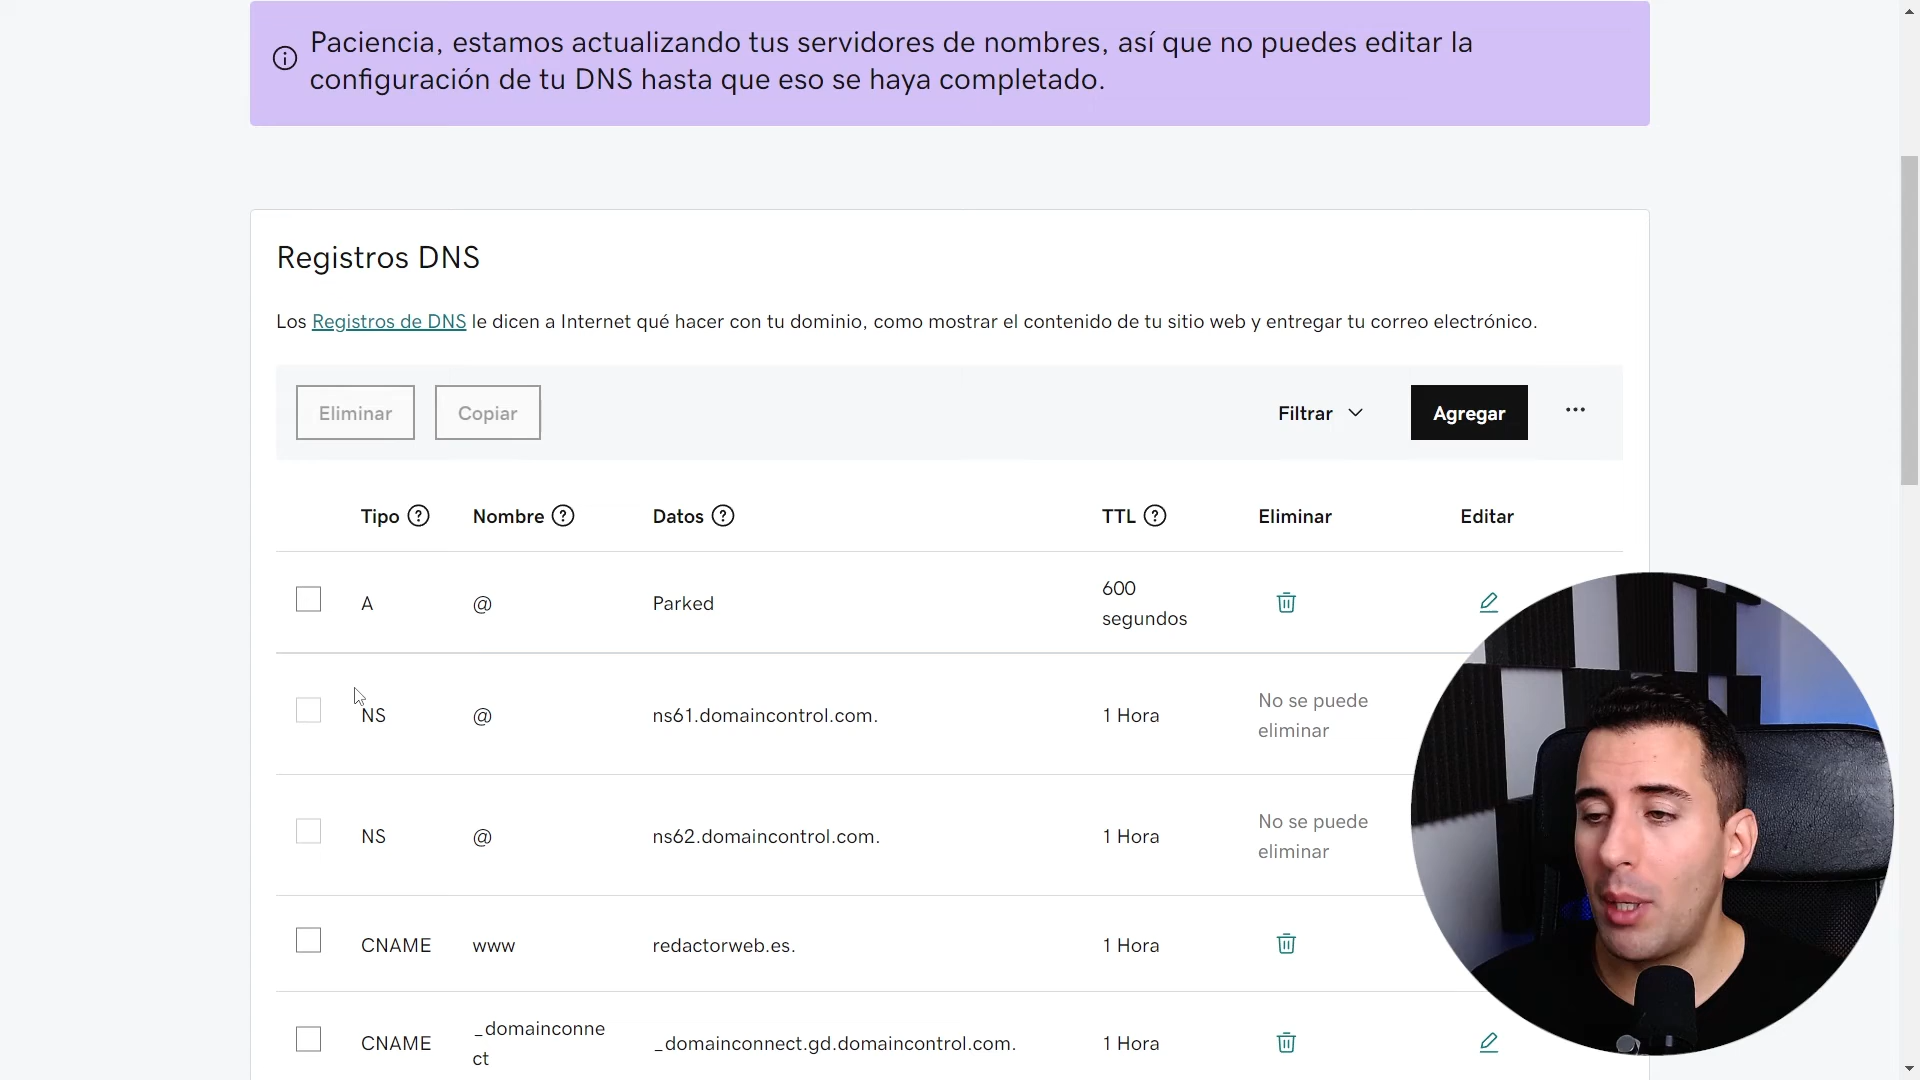 Paciencia, estamos actualizando tus servidores de nombres, así que no puedes editar la
configuración de tu DNS hasta que eso se haya completado.
Registros DNS
Los Registros de DNS le dicen a Internet qué hacer con tu dominio, como mostrar el contenido de tu sitio web y entregar tu correo electrónico.
Eliminar Copiar Filtrar Agregar
Tipo Nombre Datos TTL Eliminar Editar
A @ Parked 600 segundos
NS @ ns61.domaincontrol.com. 1 Hora No se puede eliminar
NS @ ns62.domaincontrol.com. 1 Hora No se puede eliminar
CNAME www redactorweb.es. 1 Hora
CNAME _domainconnect _domainconnect.gd.domaincontrol.com. 1 Hora